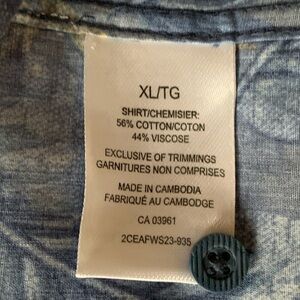 XL/TG
SHIRT/CHEMISIER:
56% COTTON/COTON
44% VISCOSE
EXCLUSIVE OF TRIMMINGS
GARNITURES NON COMPRISES
MADE IN CAMBODIA
FABRIQUÉ AU CAMBODGE
CA 03961
2CEAFWS23-935